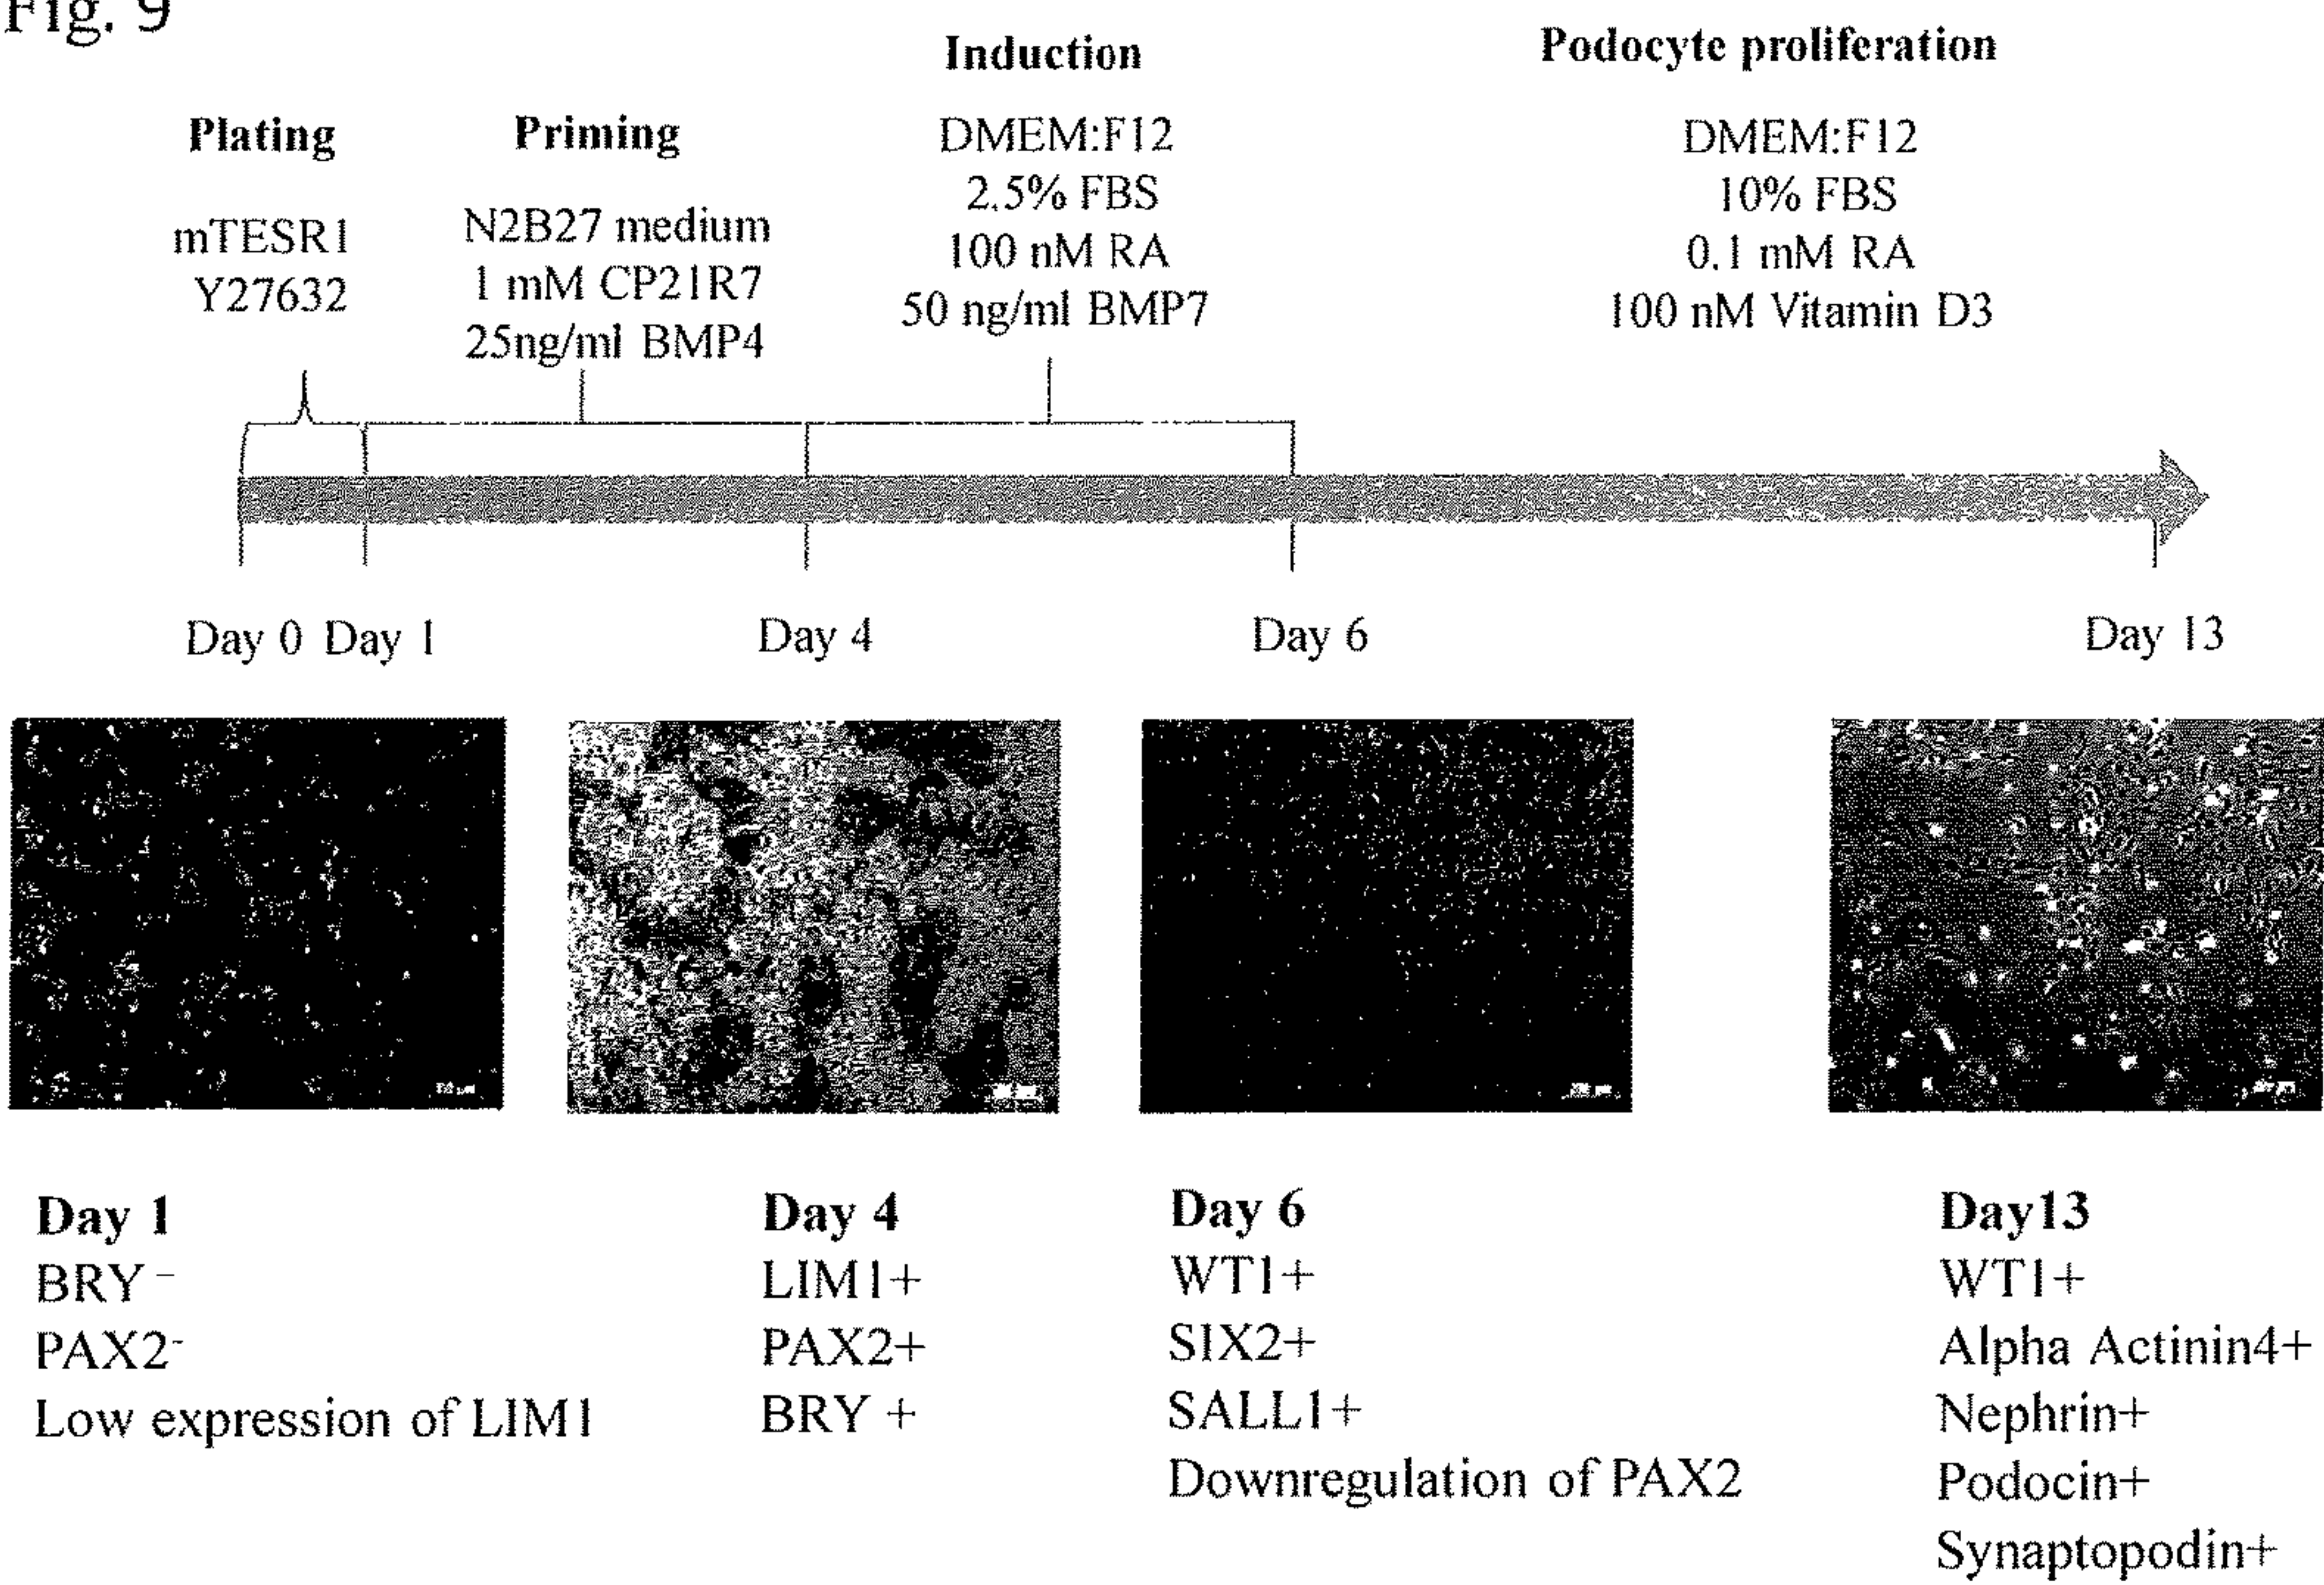 Fig. 9
Plating
mTESR1
Y27632
Priming
N2B27 medium
1 mM CP21R7
25ng/ml BMP4
Induction
DMEM:F12
2.5% FBS
100 nM RA
50 ng/ml BMP7
Podocyte proliferation
DMEM:F12
10% FBS
0.1 mM RA
100 nM Vitamin D3
Day 0 Day 1
Day 4
Day 6
Day 13
Day 1
BRY -
PAX2-
Low expression of LIM1
Day 4
LIM1+
PAX2+
BRY +
Day 6
WT1+
SIX2+
SALL1+
Downregulation of PAX2
Day13
WT1+
Alpha Actinin4+
Nephrin+
Podocin+
Synaptopodin+